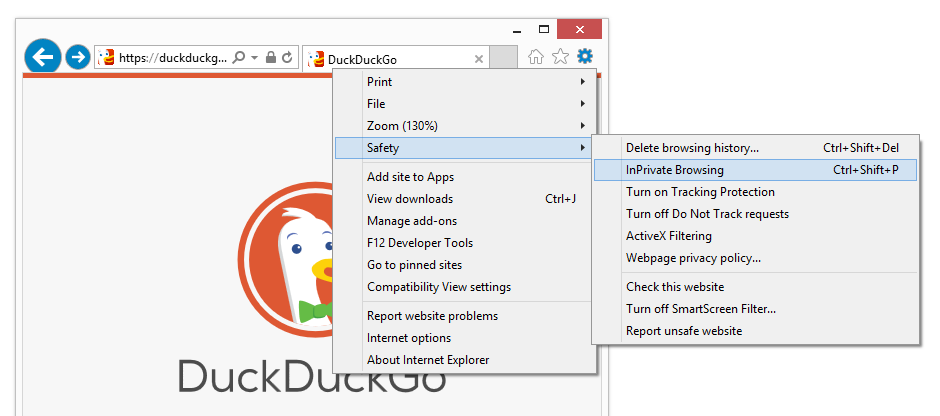 https://duckduckg...
DuckDuckGo
Print
File
Zoom (130%)
Safety
Add site to Apps
View downloads Ctrl+J
Manage add-ons
F12 Developer Tools
Go to pinned sites
Compatibility View settings
Report website problems
Internet options
About Internet Explorer
Delete browsing history... Ctrl+Shift+Del
InPrivate Browsing Ctrl+Shift+P
Turn on Tracking Protection
Turn off Do Not Track requests
ActiveX Filtering
Webpage privacy policy...
Check this website
Turn off SmartScreen Filter...
Report unsafe website
DuckDuckGo